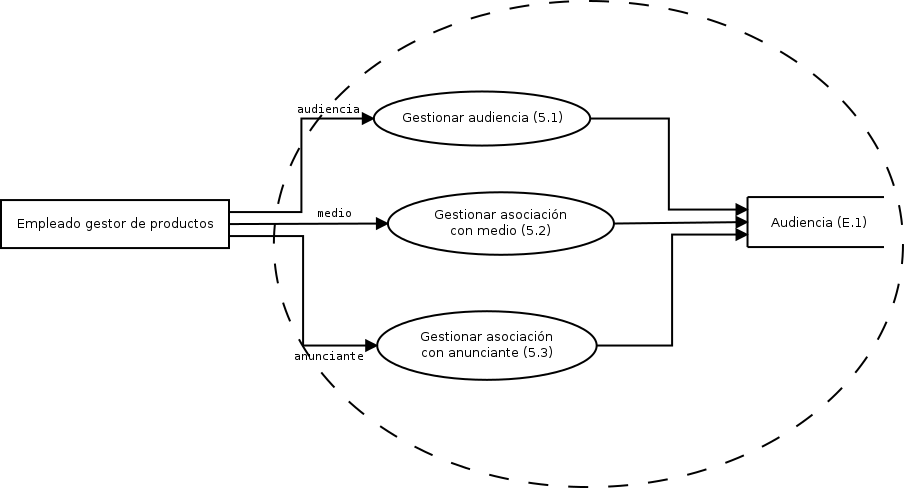 audiencia
Gestionar audiencia (5.1)
Empleado gestor de productos
medio
Gestionar asociación
con medio (5.2)
Audiencia (E.1)
anunciante
Gestionar asociación
con anunciante (5.3)